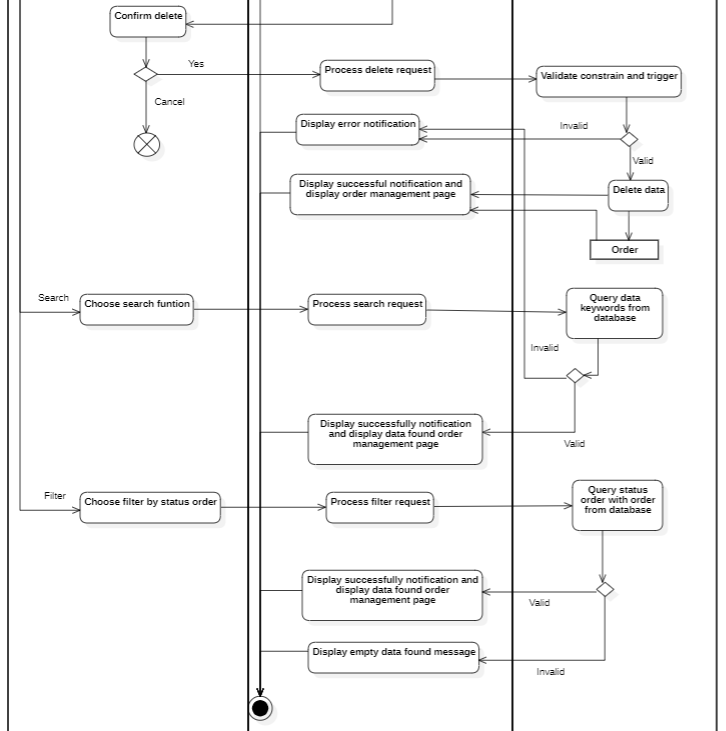 Confirm delete
Yes
Process delete request
Validate constrain and trigger
Cancel
Display error notification
Invalid
Valid
Display successful notification and
display order management page
Delete data
Order
Search
Choose search funtion
Process search request
Query data
keywords from
database
Invalid
Display successfully notification
and display data found order
management page
Valid
Filter
Choose filter by status order
Process filter request
Query status
order with order
from database
Display successfully notification and
display data found order
management page
Valid
Display empty data found message
Invalid